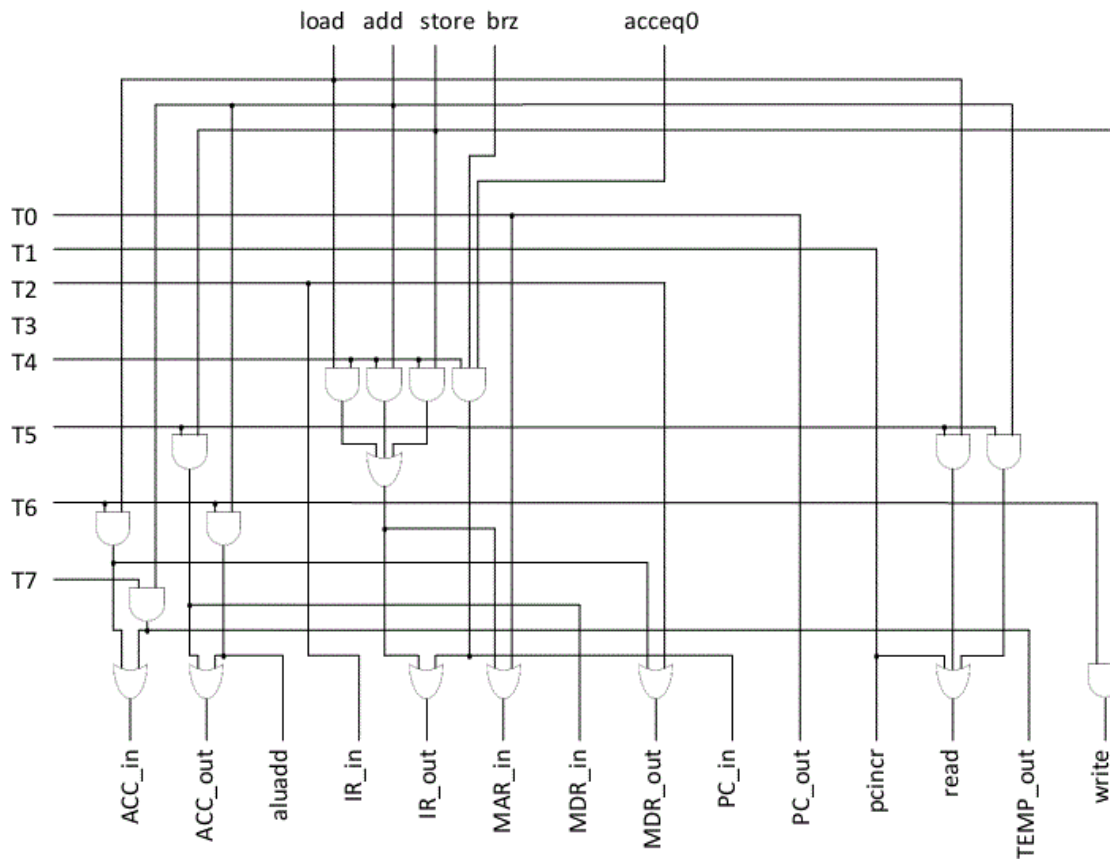 load add store brz acceq0
T0
T1
T2
T3
T4
T5
T6
T7
ACC_in
ACC_out
aluadd
IR_in
IR_out
MAR_in
MDR_in
MDR_out
PC_in
PC_out
pcincr
read
TEMP_out
write